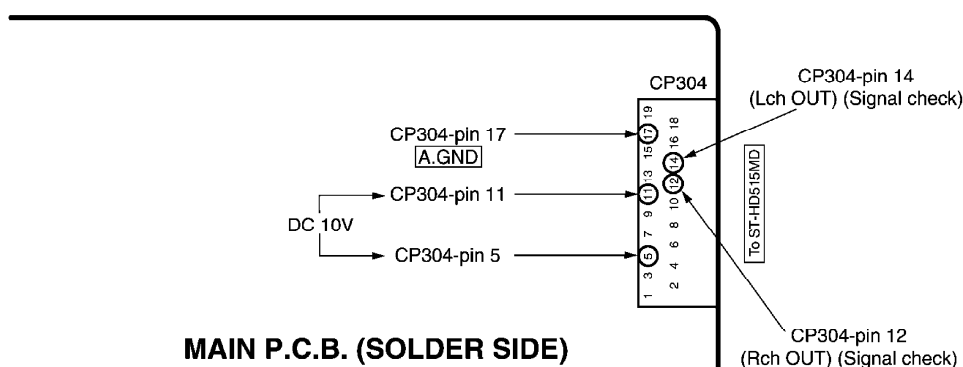 CP304-pin 14
(Lch OUT) (Signal check)
CP304
CP304-pin 17
A.GND
CP304-pin 11
DC 10V
CP304-pin 5
1 3 5 7 9 11 13 15 17 19
2 4 6 8 10 12 14 16 18
To ST-HD515MD
CP304-pin 12
(Rch OUT) (Signal check)
MAIN P.C.B. (SOLDER SIDE)